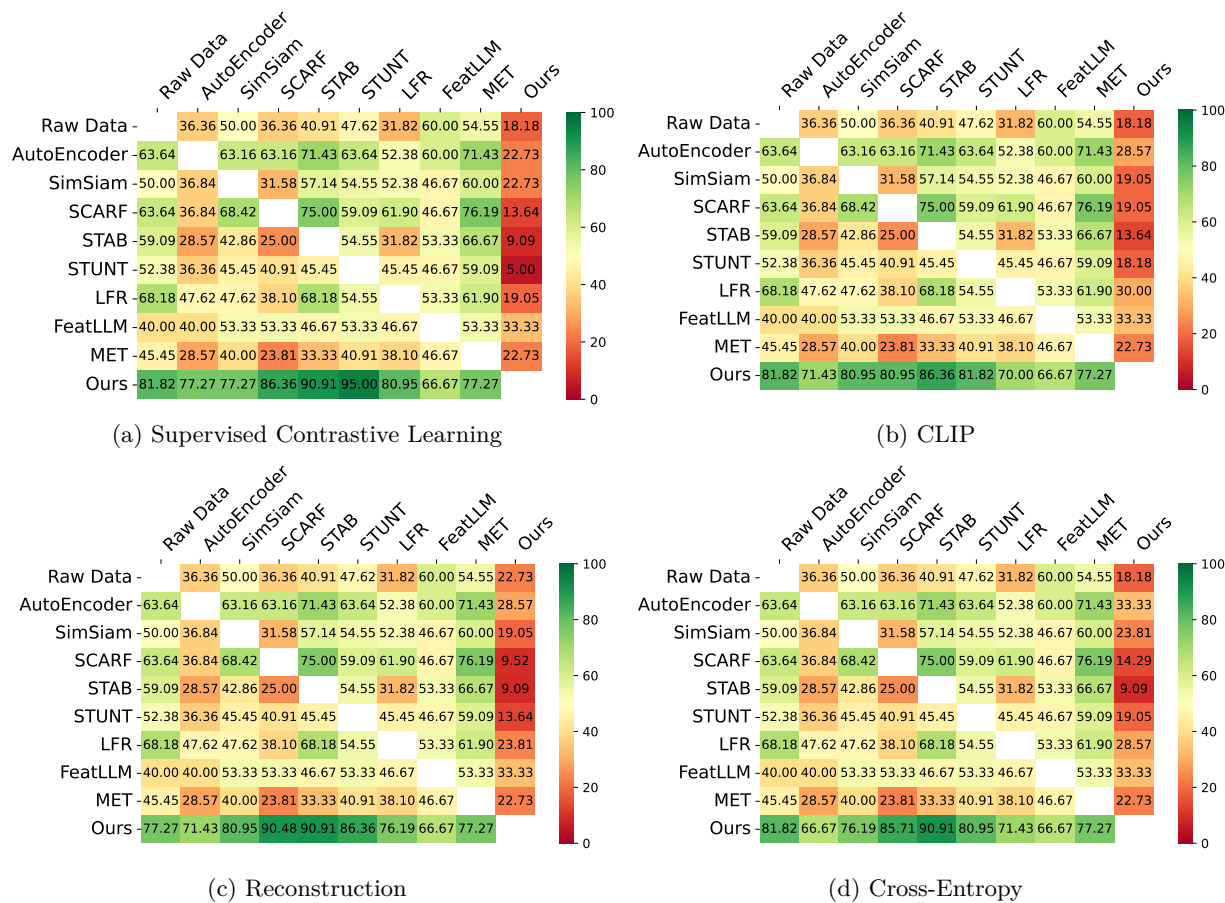 Raw Data AutoEncoder SimSiam SCARF STAB STUNT LFR FeatLLM MET Ours
Raw Data 36.36 50.00 36.36 40.91 47.62 31.82 60.00 54.55 18.18
AutoEncoder 63.64 63.16 63.16 71.43 63.64 52.38 60.00 71.43 22.73
SimSiam 50.00 36.84 31.58 57.14 54.55 52.38 46.67 60.00 22.73
SCARF 63.64 36.84 68.42 75.00 59.09 61.90 46.67 76.19 13.64
STAB 59.09 28.57 42.86 25.00 54.55 31.82 53.33 66.67 9.09
STUNT 52.38 36.36 45.45 40.91 45.45 45.45 46.67 59.09 5.00
LFR 68.18 47.62 47.62 38.10 68.18 54.55 53.33 61.90 19.05
FeatLLM 40.00 40.00 53.33 53.33 46.67 53.33 46.67 53.33 33.33
MET 45.45 28.57 40.00 23.81 33.33 40.91 38.10 46.67 22.73
Ours 81.82 77.27 77.27 86.36 90.91 95.00 80.95 66.67 77.27
100
80
60
40
20
0
(a) Supervised Contrastive Learning
Raw Data AutoEncoder SimSiam SCARF STAB STUNT LFR FeatLLM MET Ours
Raw Data 36.36 50.00 36.36 40.91 47.62 31.82 60.00 54.55 18.18
AutoEncoder 63.64 63.16 63.16 71.43 63.64 52.38 60.00 71.43 28.57
SimSiam 50.00 36.84 31.58 57.14 54.55 52.38 46.67 60.00 19.05
SCARF 63.64 36.84 68.42 75.00 59.09 61.90 46.67 76.19 19.05
STAB 59.09 28.57 42.86 25.00 54.55 31.82 53.33 66.67 13.64
STUNT 52.38 36.36 45.45 40.91 45.45 45.45 46.67 59.09 18.18
LFR 68.18 47.62 47.62 38.10 68.18 54.55 53.33 61.90 30.00
FeatLLM 40.00 40.00 53.33 53.33 46.67 53.33 46.67 53.33 33.33
MET 45.45 28.57 40.00 23.81 33.33 40.91 38.10 46.67 22.73
Ours 81.82 71.43 80.95 80.95 86.36 81.82 70.00 66.67 77.27
100
80
60
40
20
0
(b) CLIP
Raw Data AutoEncoder SimSiam SCARF STAB STUNT LFR FeatLLM MET Ours
Raw Data 36.36 50.00 36.36 40.91 47.62 31.82 60.00 54.55 22.73
AutoEncoder 63.64 63.16 63.16 71.43 63.64 52.38 60.00 71.43 28.57
SimSiam 50.00 36.84 31.58 57.14 54.55 52.38 46.67 60.00 19.05
SCARF 63.64 36.84 68.42 75.00 59.09 61.90 46.67 76.19 9.52
STAB 59.09 28.57 42.86 25.00 54.55 31.82 53.33 66.67 9.09
STUNT 52.38 36.36 45.45 40.91 45.45 45.45 46.67 59.09 13.64
LFR 68.18 47.62 47.62 38.10 68.18 54.55 53.33 61.90 23.81
FeatLLM 40.00 40.00 53.33 53.33 46.67 53.33 46.67 53.33 33.33
MET 45.45 28.57 40.00 23.81 33.33 40.91 38.10 46.67 22.73
Ours 77.27 71.43 80.95 90.48 90.91 86.36 76.19 66.67 77.27
100
80
60
40
20
0
(c) Reconstruction
Raw Data AutoEncoder SimSiam SCARF STAB STUNT LFR FeatLLM MET Ours
Raw Data 36.36 50.00 36.36 40.91 47.62 31.82 60.00 54.55 18.18
AutoEncoder 63.64 63.16 63.16 71.43 63.64 52.38 60.00 71.43 33.33
SimSiam 50.00 36.84 31.58 57.14 54.55 52.38 46.67 60.00 23.81
SCARF 63.64 36.84 68.42 75.00 59.09 61.90 46.67 76.19 14.29
STAB 59.09 28.57 42.86 25.00 54.55 31.82 53.33 66.67 9.09
STUNT 52.38 36.36 45.45 40.91 45.45 45.45 46.67 59.09 19.05
LFR 68.18 47.62 47.62 38.10 68.18 54.55 53.33 61.90 28.57
FeatLLM 40.00 40.00 53.33 53.33 46.67 53.33 46.67 53.33 33.33
MET 45.45 28.57 40.00 23.81 33.33 40.91 38.10 46.67 22.73
Ours 81.82 66.67 76.19 85.71 90.91 80.95 71.43 66.67 77.27
100
80
60
40
20
0
(d) Cross-Entropy